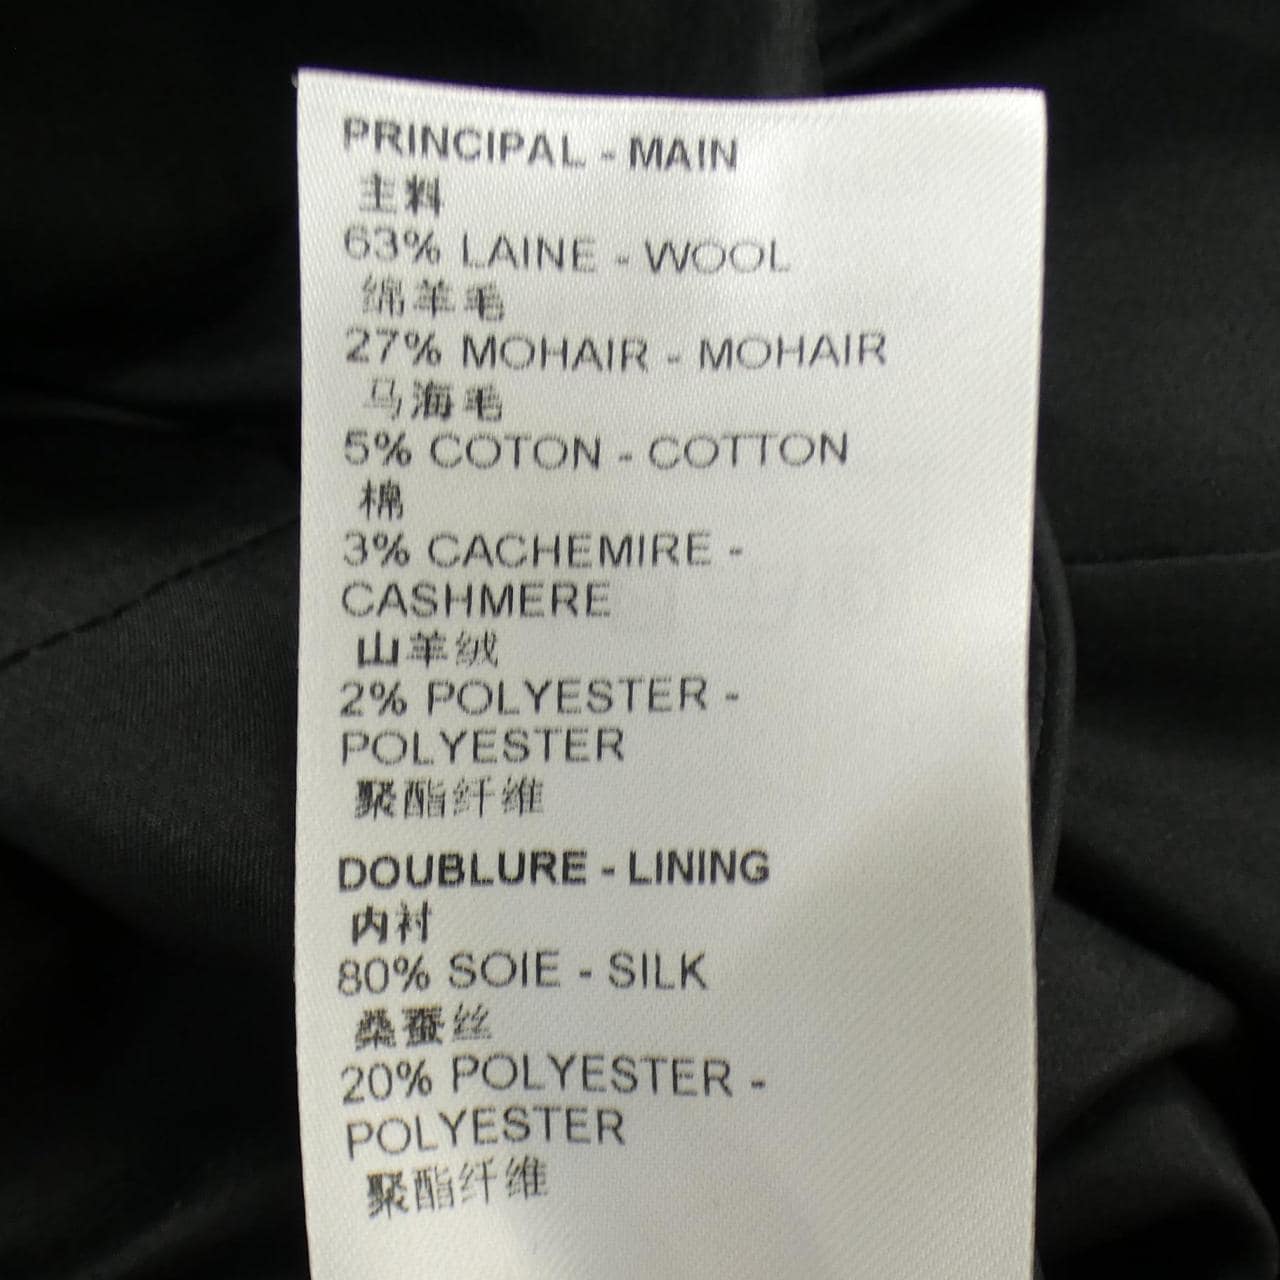 PRINCIPAL - MAIN
主料
63% LAINE - WOOL
绵羊毛
27% MOHAIR - MOHAIR
马海毛
5% COTON - COTTON
棉
3% CACHEMIRE -
CASHMERE
山羊绒
2% POLYESTER -
POLYESTER
聚酯纤维
DOUBLURE - LINING
内衬
80% SOIE - SILK
桑蚕丝
20% POLYESTER -
POLYESTER
聚酯纤维